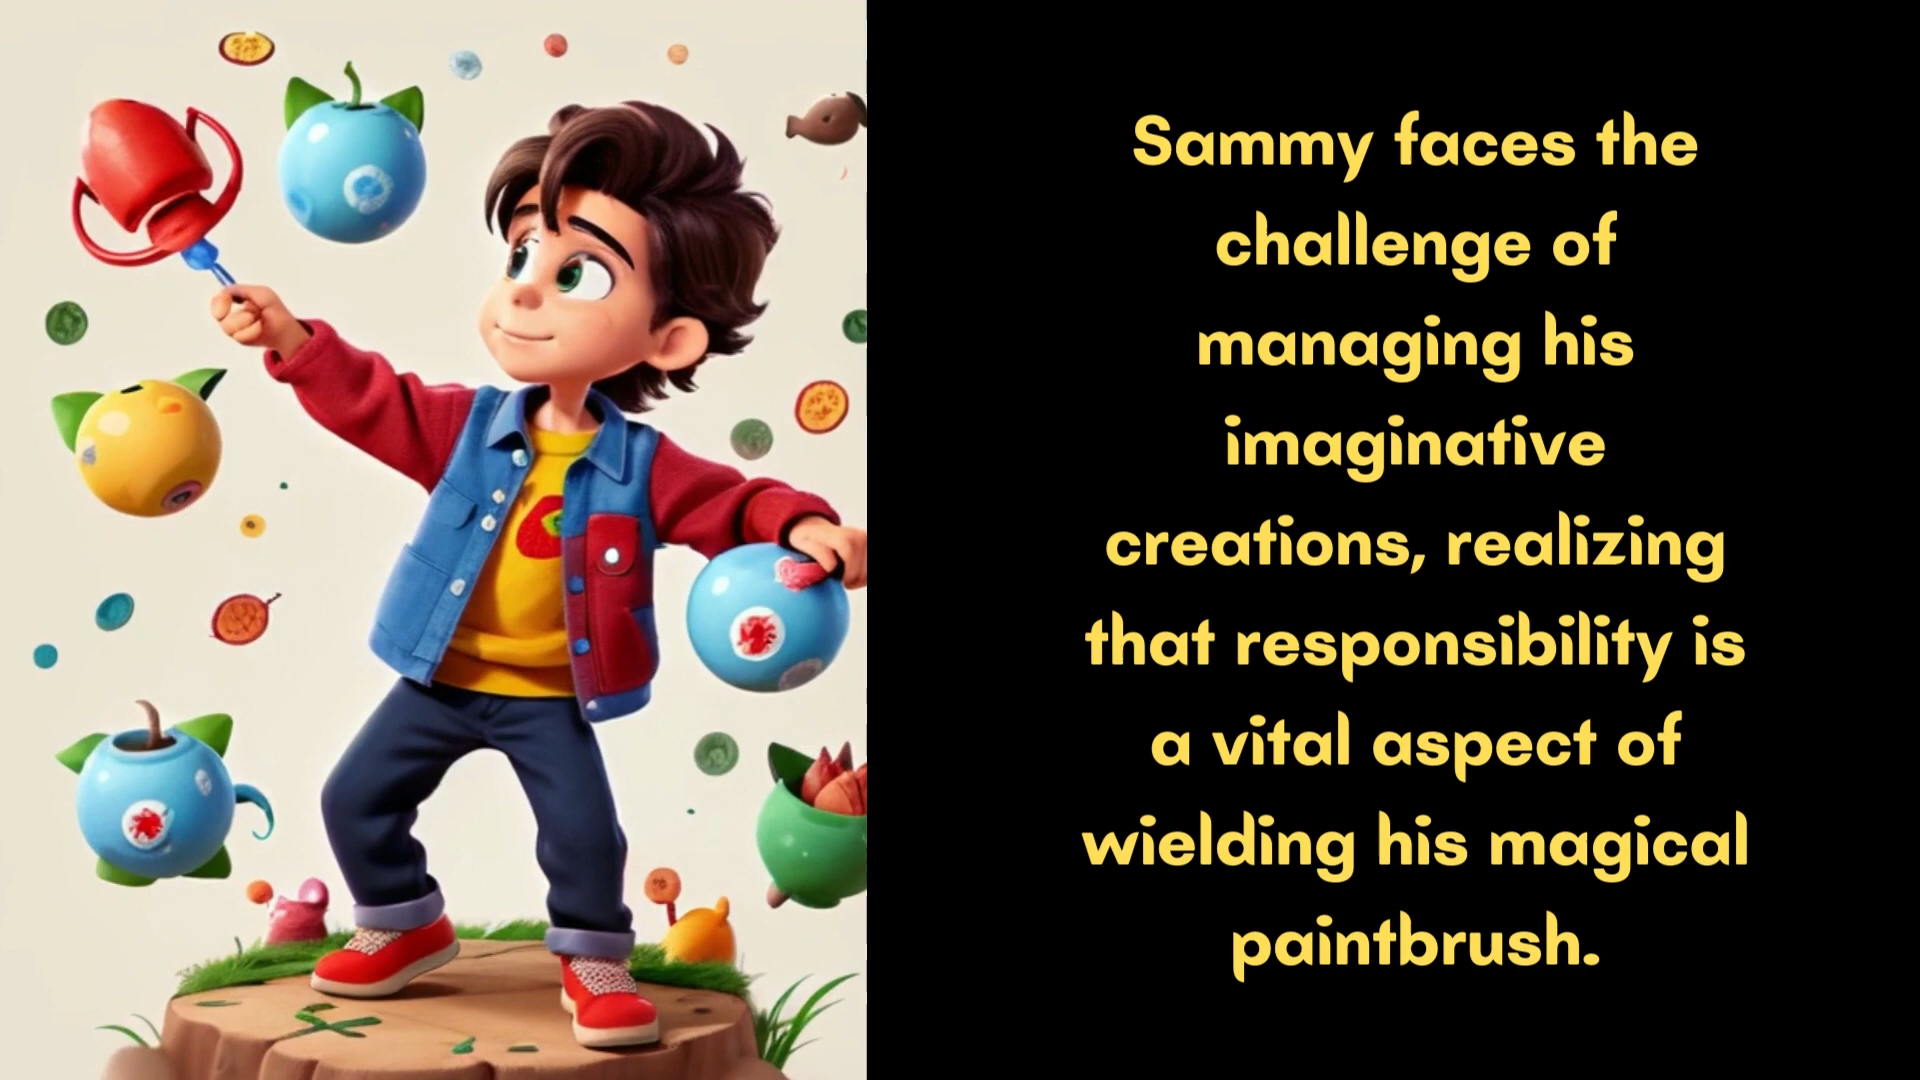 Sammy faces the
challenge of
managing his
imaginative
creations, realizing
that responsibility is
a vital aspect of
wielding his magical
paintbrush.